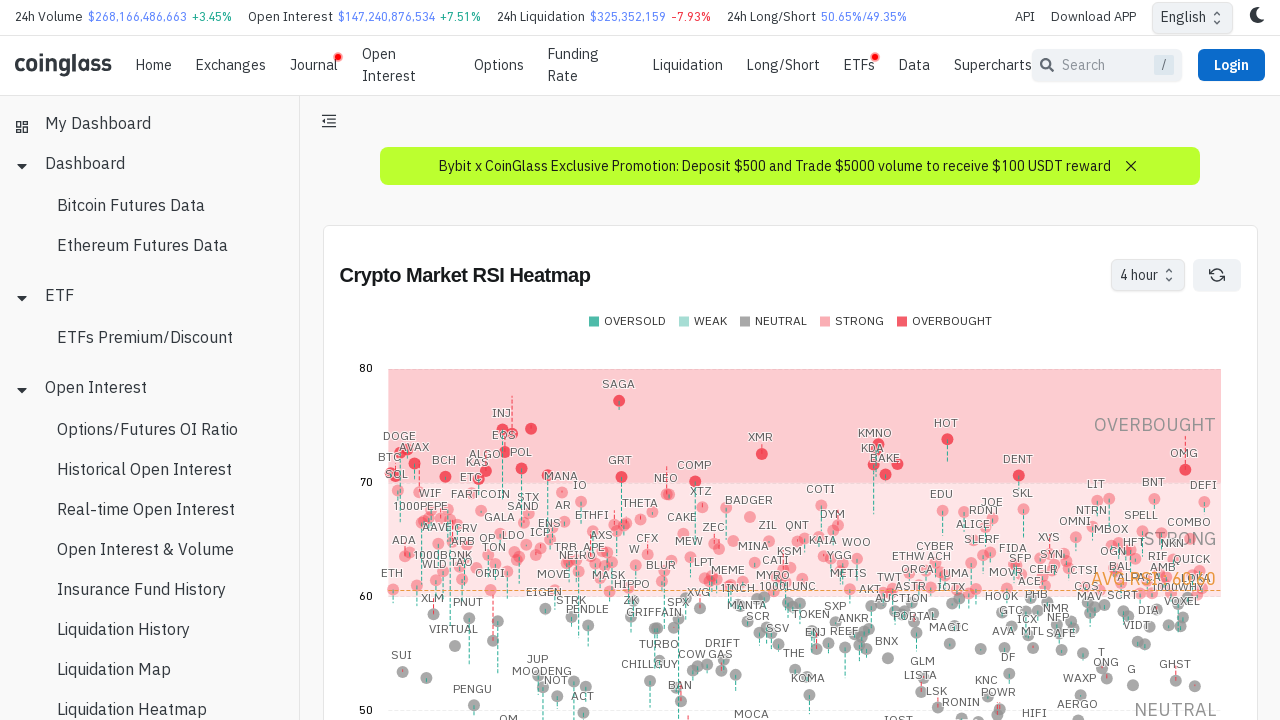 24h Volume $268,166,486,663 +3.45% Open Interest $147,240,876,534 +7.51% 24h Liquidation $325,352,159 -7.93% 24h Long/Short 50.65%/49.35% API Download APP English
coinglass Home Exchanges Journal Open Interest Options Funding Rate Liquidation Long/Short ETFs Data Supercharts Search / Login
My Dashboard
Dashboard
Bitcoin Futures Data
Ethereum Futures Data
ETF
ETFs Premium/Discount
Open Interest
Options/Futures OI Ratio
Historical Open Interest
Real-time Open Interest
Open Interest & Volume
Insurance Fund History
Liquidation History
Liquidation Map
Liquidation Heatmap
Bybit x CoinGlass Exclusive Promotion: Deposit $500 and Trade $5000 volume to receive $100 USDT reward
Crypto Market RSI Heatmap
4 hour
OVERSOLD WEAK NEUTRAL STRONG OVERBOUGHT
80
SAGA
INJ
HOT
OVERBOUGHT
DOGE EOS XMR KMNO
BTC AVAX ALGO POL KDA OMG
BCH KAS GRT COMP BAKE DENT
SOL ETC MANA NEO
70
LIT BNT DEFI
WIF FARTCOIN STX IO XTZ COTI EDU SKL
1000PEPE SAND AR THETA BADGER JOE RDNT NTRN
GALA ETHFI CAKE DYM SPELL
AAVE CRV ENS ZEC ZIL QNT ALICE OMNI MBOX COMBO
ADA ARB OP LDO ICP AXS CFX MEW KAIA WOO SLERF XVS HFT STRONG
1000BONK TON TRB APE W MINA KSM CYBER FIDA OGN NKN
WLD TAO NEIRO BLUR LPT CATI YGG ETHW ACH SFP SYN RIF QUICK
ETH ORDI MOVE MASK MEME MYRO METIS TWT ORCA UMA MOVR CELR CTSI BAL AMB
HIPPO 1INCH 1000LUNC AKT ASTR IOTX ACE COS
60
XLM PNUT EIGEN STRK ZK SPX XVG MANTA SXP AUCTION HOOK PHB MAV SCRT VOXEL
PENDLE GRIFFAIN SCR TOKEN ANKR PORTAL GTC ICX NMR NEP DIA
VIRTUAL SSV ENJ REEF MAGIC AVA MTL SAFE VIDT
SUI JUP TURBO COW DRIFT GAS THE BNX DF T
MOODENG CHILLGUY GLM ONG GHST
PENGU NOT BAN KOMA LISTA KNC WAXP G
AQT LSK POWR
RONIN AERGO
50
MOCA HIFI NEUTRAL